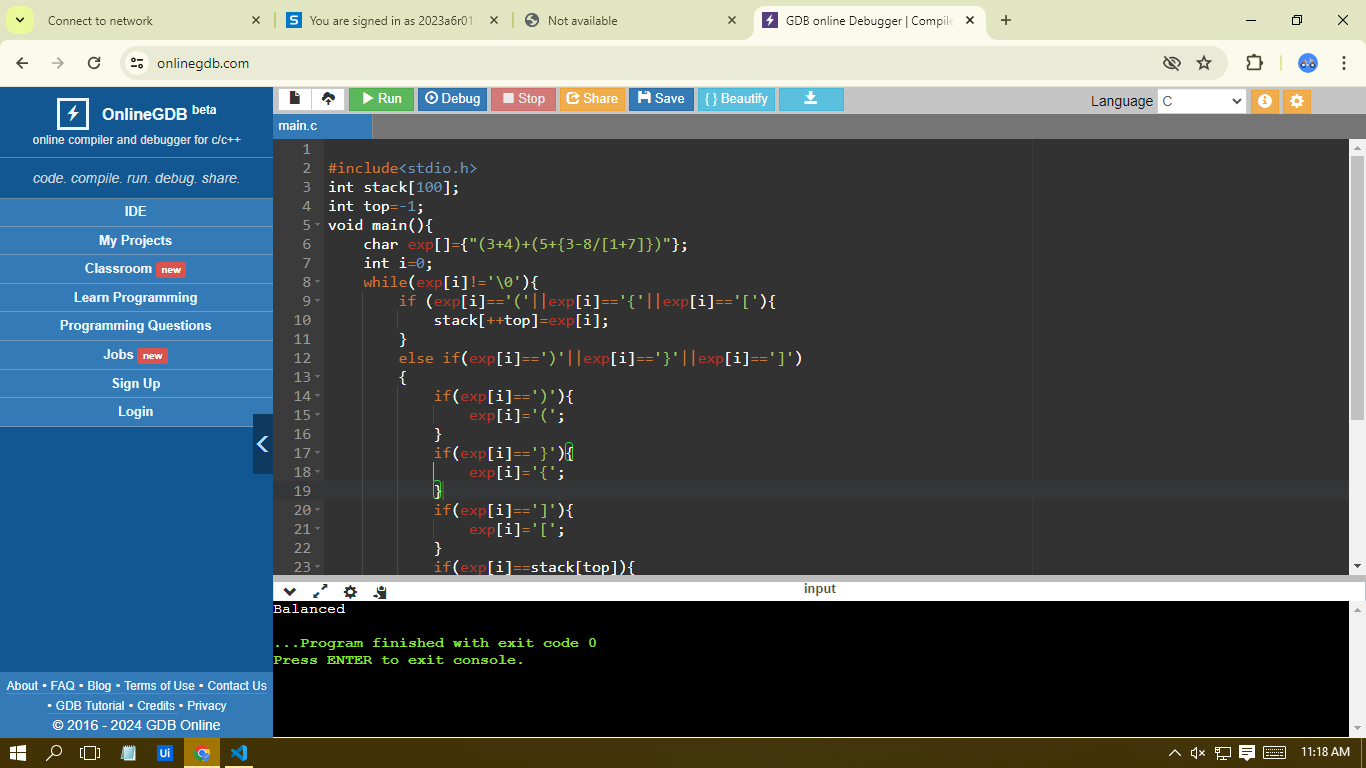 Connect to network
You are signed in as 2023a6r01
Not available
GDB online Debugger | Compile
onlinegdb.com
OnlineGDB beta
online compiler and debugger for c/c++
code. compile. run. debug. share.
IDE
My Projects
Classroom new
Learn Programming
Programming Questions
Jobs new
Sign Up
Login
About • FAQ • Blog • Terms of Use • Contact Us
• GDB Tutorial • Credits • Privacy
© 2016 - 2024 GDB Online
Run Debug Stop Share Save { } Beautify
Language C
main.c
1
2 #include<stdio.h>
3 int stack[100];
4 int top=-1;
5 void main(){
6     char exp[]={"(3+4)+(5+{3-8/[1+7]})"};
7     int i=0;
8     while(exp[i]!='\0'){
9         if (exp[i]=='('||exp[i]=='{'||exp[i]=='['){
10             stack[++top]=exp[i];
11         }
12         else if(exp[i]==')'||exp[i]=='}'||exp[i]==']')
13         {
14             if(exp[i]==')'){
15                 exp[i]='(';
16             }
17             if(exp[i]=='}'){
18                 exp[i]='{';
19             }
20             if(exp[i]==']'){
21                 exp[i]='[';
22             }
23             if(exp[i]==stack[top]){
input
Balanced
...Program finished with exit code 0
Press ENTER to exit console.
Ui
11:18 AM